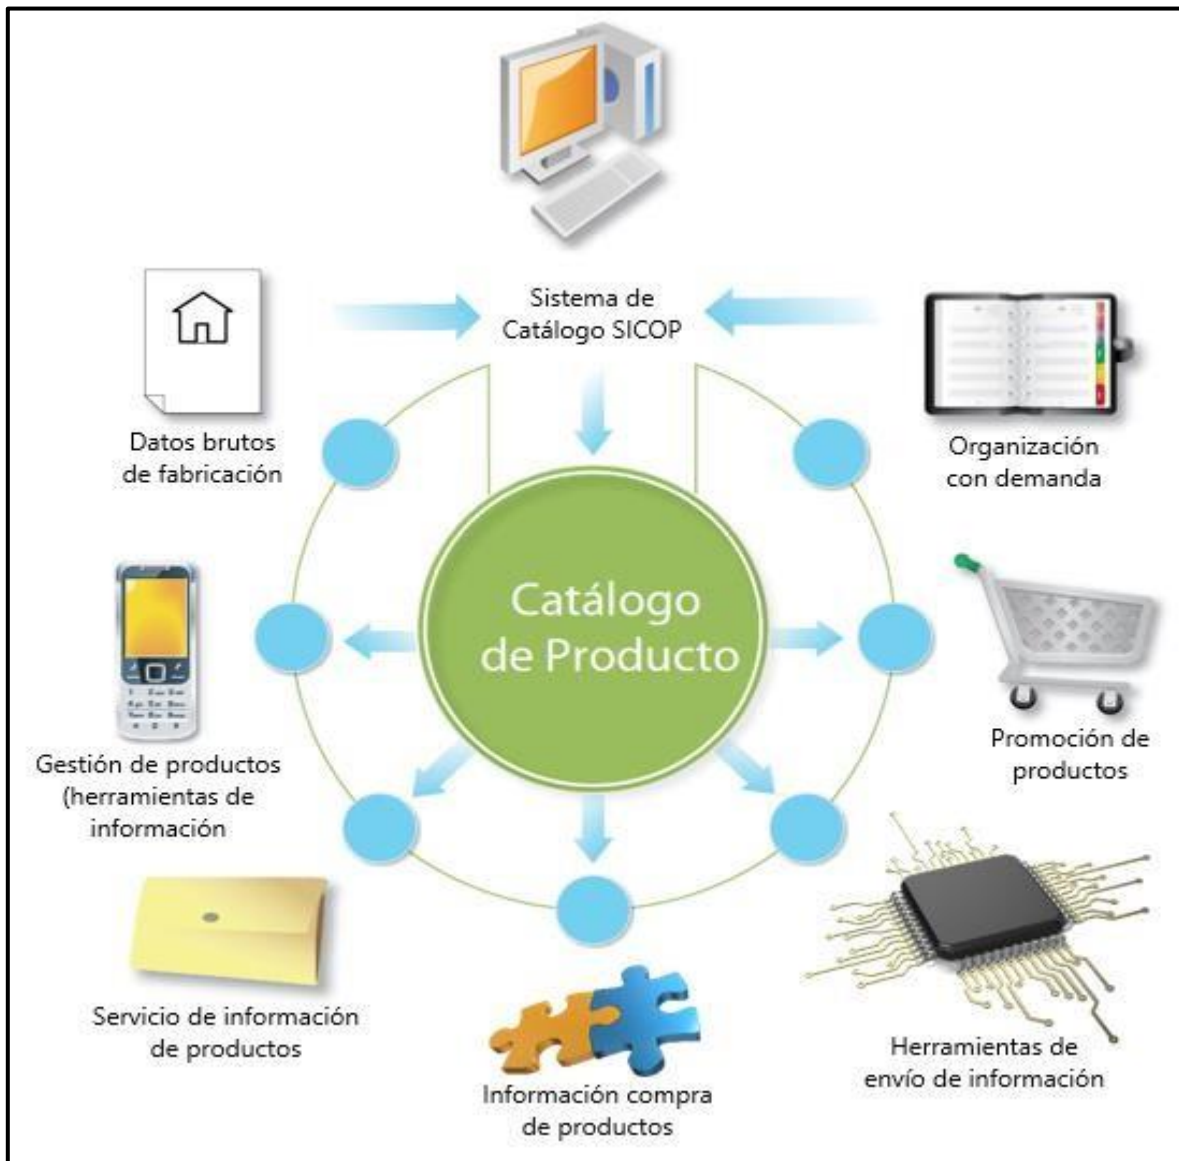 Sistema de
Catálogo SICOP
Datos brutos
de fabricación
Organización
con demanda
Catálogo
de Producto
Gestión de productos
(herramientas de
información
Promoción de
productos
Servicio de información
de productos
Información compra
de productos
Herramientas de
envío de información